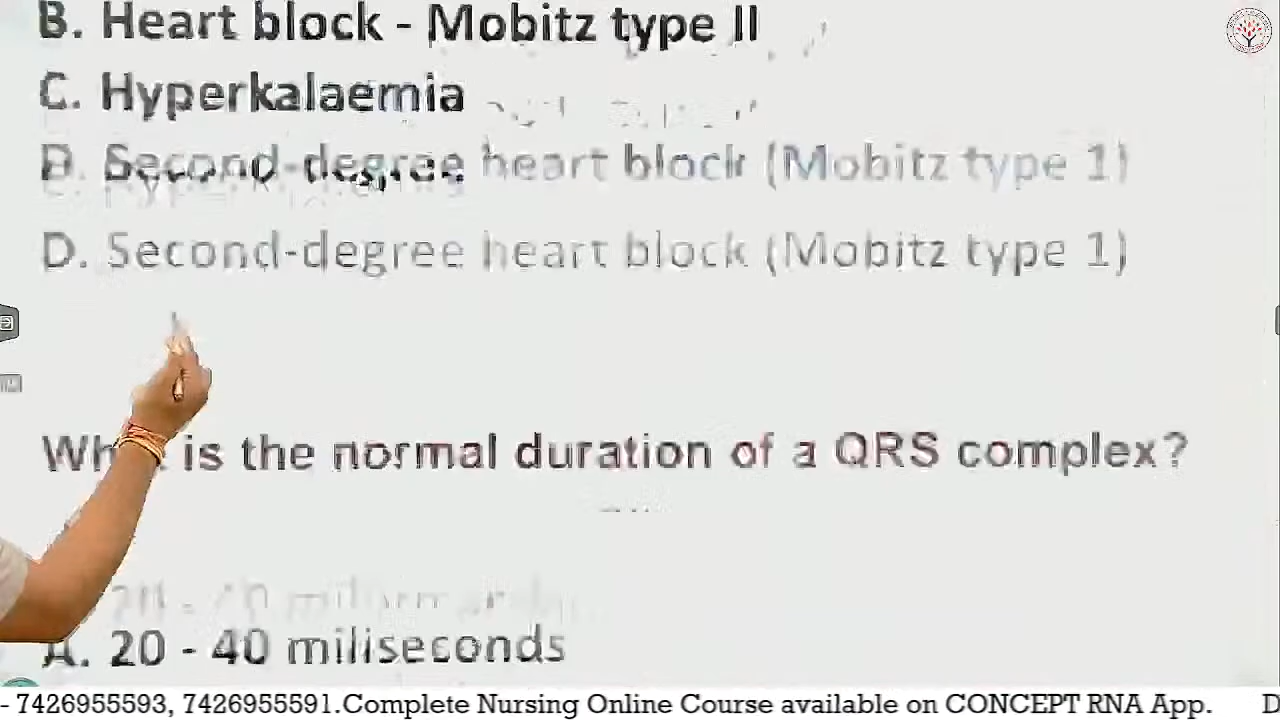 B. Heart block - Mobitz type II
C. Hyperkalaemia
D. Second-degree heart block (Mobitz type 1)
D. Second-degree heart block (Mobitz type 1)
is the normal duration of a QRS complex?
A. 20 - 40 miliseconds
- 7426955593, 7426955591.Complete Nursing Online Course available on CONCEPT RNA App. D